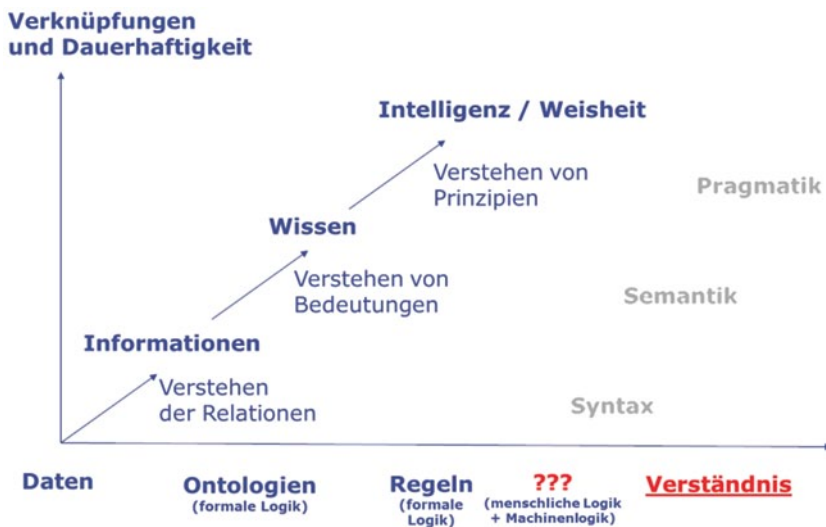 Verknüpfungen
und Dauerhaftigkeit
Intelligenz / Weisheit
Verstehen von
Prinzipien
Pragmatik
Wissen
Verstehen von
Bedeutungen
Semantik
Informationen
Verstehen
der Relationen
Syntax
Daten
Ontologien
(formale Logik)
Regeln
(formale
Logik)
???
(menschliche Logik
+ Machinenlogik)
Verständnis